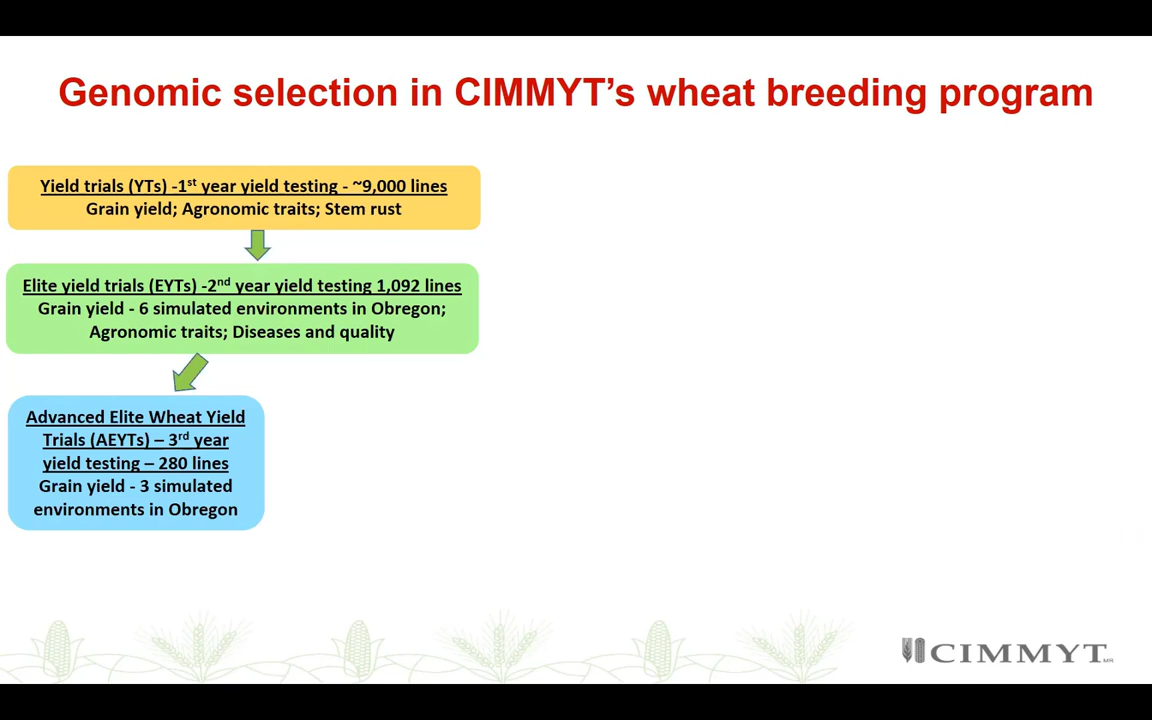 Genomic selection in CIMMYT’s wheat breeding program
Yield trials (YTs) -1st year yield testing - ~9,000 lines
Grain yield; Agronomic traits; Stem rust
Elite yield trials (EYTs) -2nd year yield testing 1,092 lines
Grain yield - 6 simulated environments in Obregon;
Agronomic traits; Diseases and quality
Advanced Elite Wheat Yield
Trials (AEYTs) – 3rd year
yield testing – 280 lines
Grain yield - 3 simulated
environments in Obregon
CIMMYT MR